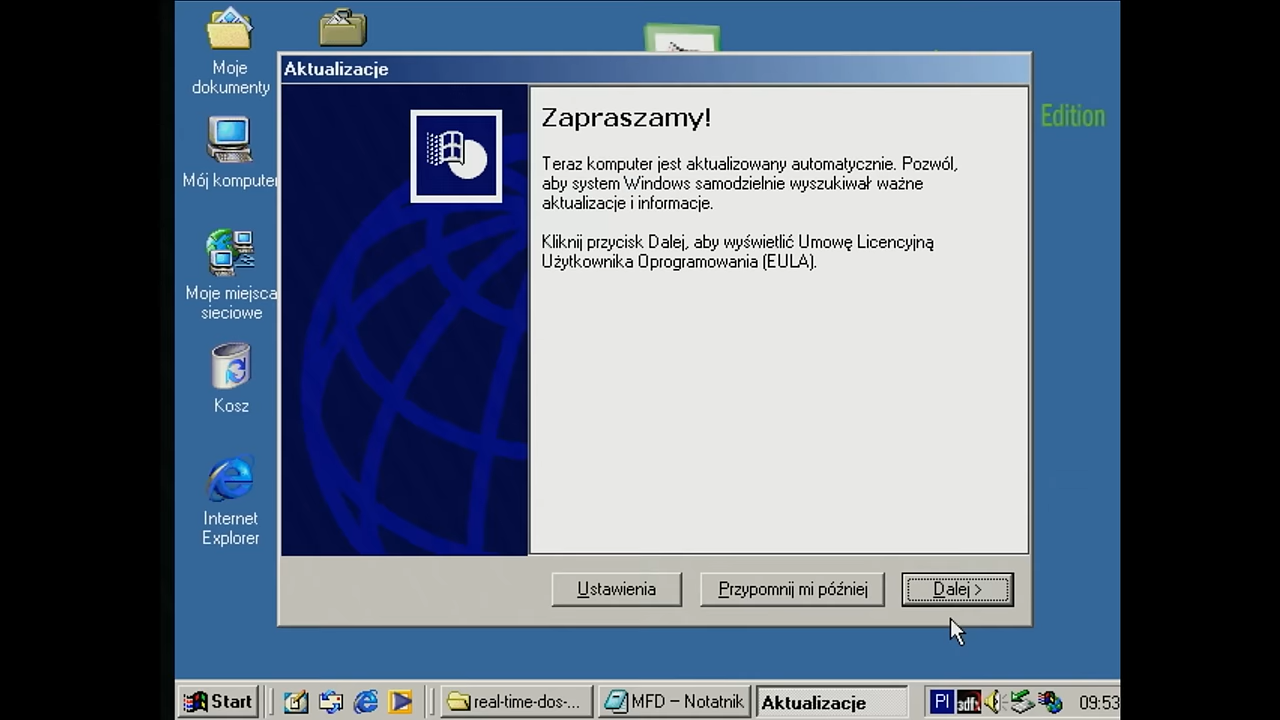 Moje
dokumenty
Mój komputer
Moje miejsca
sieciowe
Kosz
Internet
Explorer
Edition
Aktualizacje
Zapraszamy!
Teraz komputer jest aktualizowany automatycznie. Pozwól,
aby system Windows samodzielnie wyszukiwał ważne
aktualizacje i informacje.
Kliknij przycisk Dalej, aby wyświetlić Umowę Licencyjną
Użytkownika Oprogramowania (EULA).
Ustawienia
Przypomnij mi później
Dalej >
Start
real-time-dos-...
MFD – Notatnik
Aktualizacje
Pl
3dfx
09:53